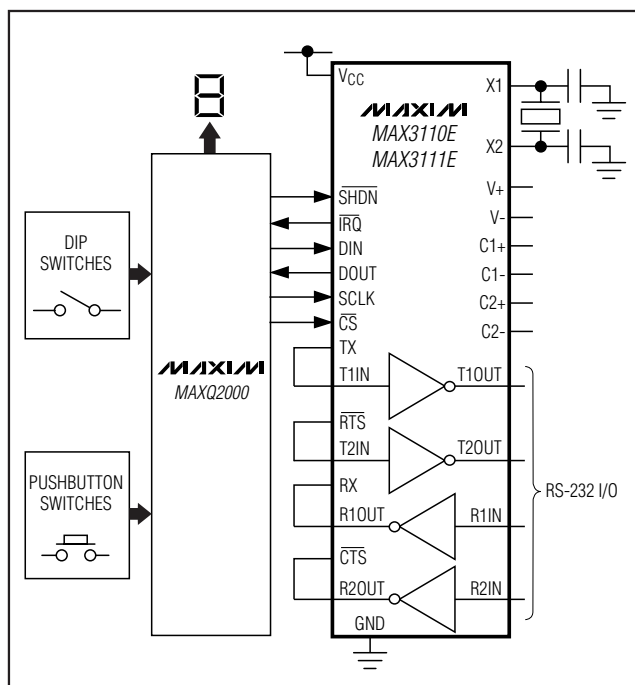 VCC
MAXIM
MAX3110E
MAX3111E
X1
X2
V+
V-
C1+
C1-
C2+
C2-
SHDN
IRQ
DIN
DOUT
SCLK
CS
TX
T1IN
T1OUT
RTS
T2IN
T2OUT
RX
R1OUT
R1IN
CTS
R2OUT
R2IN
GND
RS-232 I/O
8
DIP
SWITCHES
MAXIM
MAXQ2000
PUSHBUTTON
SWITCHES